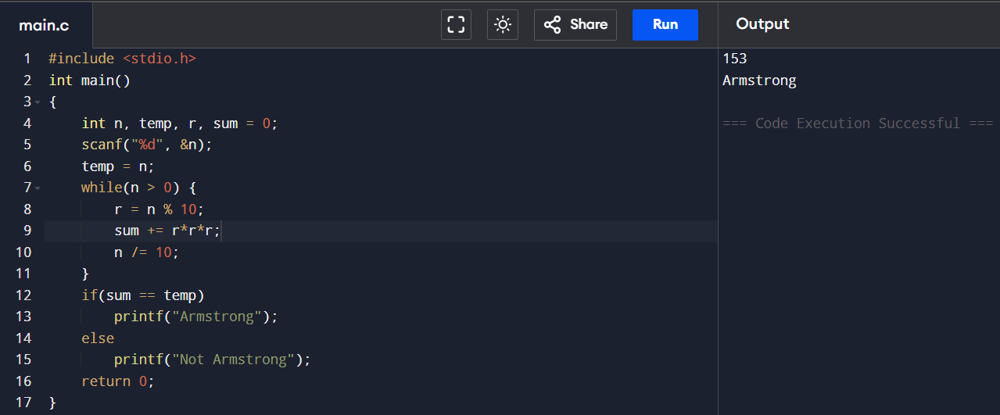 main.c
Share
Run
Output
1 #include <stdio.h>
2 int main()
3 {
4     int n, temp, r, sum = 0;
5     scanf("%d", &n);
6     temp = n;
7     while(n > 0) {
8         r = n % 10;
9         sum += r*r*r;
10         n /= 10;
11     }
12     if(sum == temp)
13         printf("Armstrong");
14     else
15         printf("Not Armstrong");
16     return 0;
17 }
153
Armstrong
=== Code Execution Successful ===